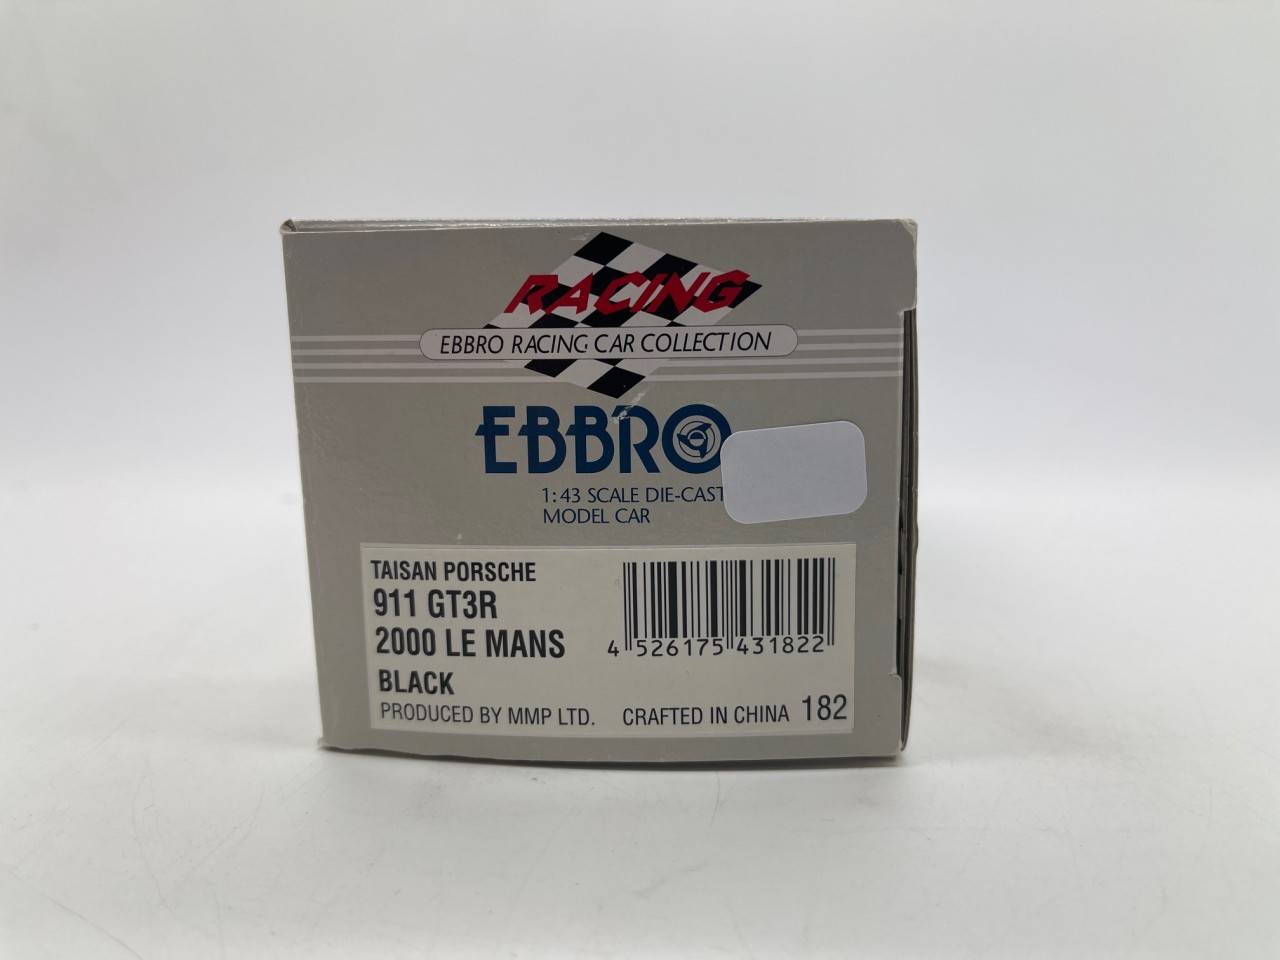 RACING
EBBRO RACING CAR COLLECTION
EBBRO
1:43 SCALE DIE-CAST
MODEL CAR
TAISAN PORSCHE
911 GT3R
2000 LE MANS
BLACK
4 526175 431822
PRODUCED BY MMP LTD. CRAFTED IN CHINA 182